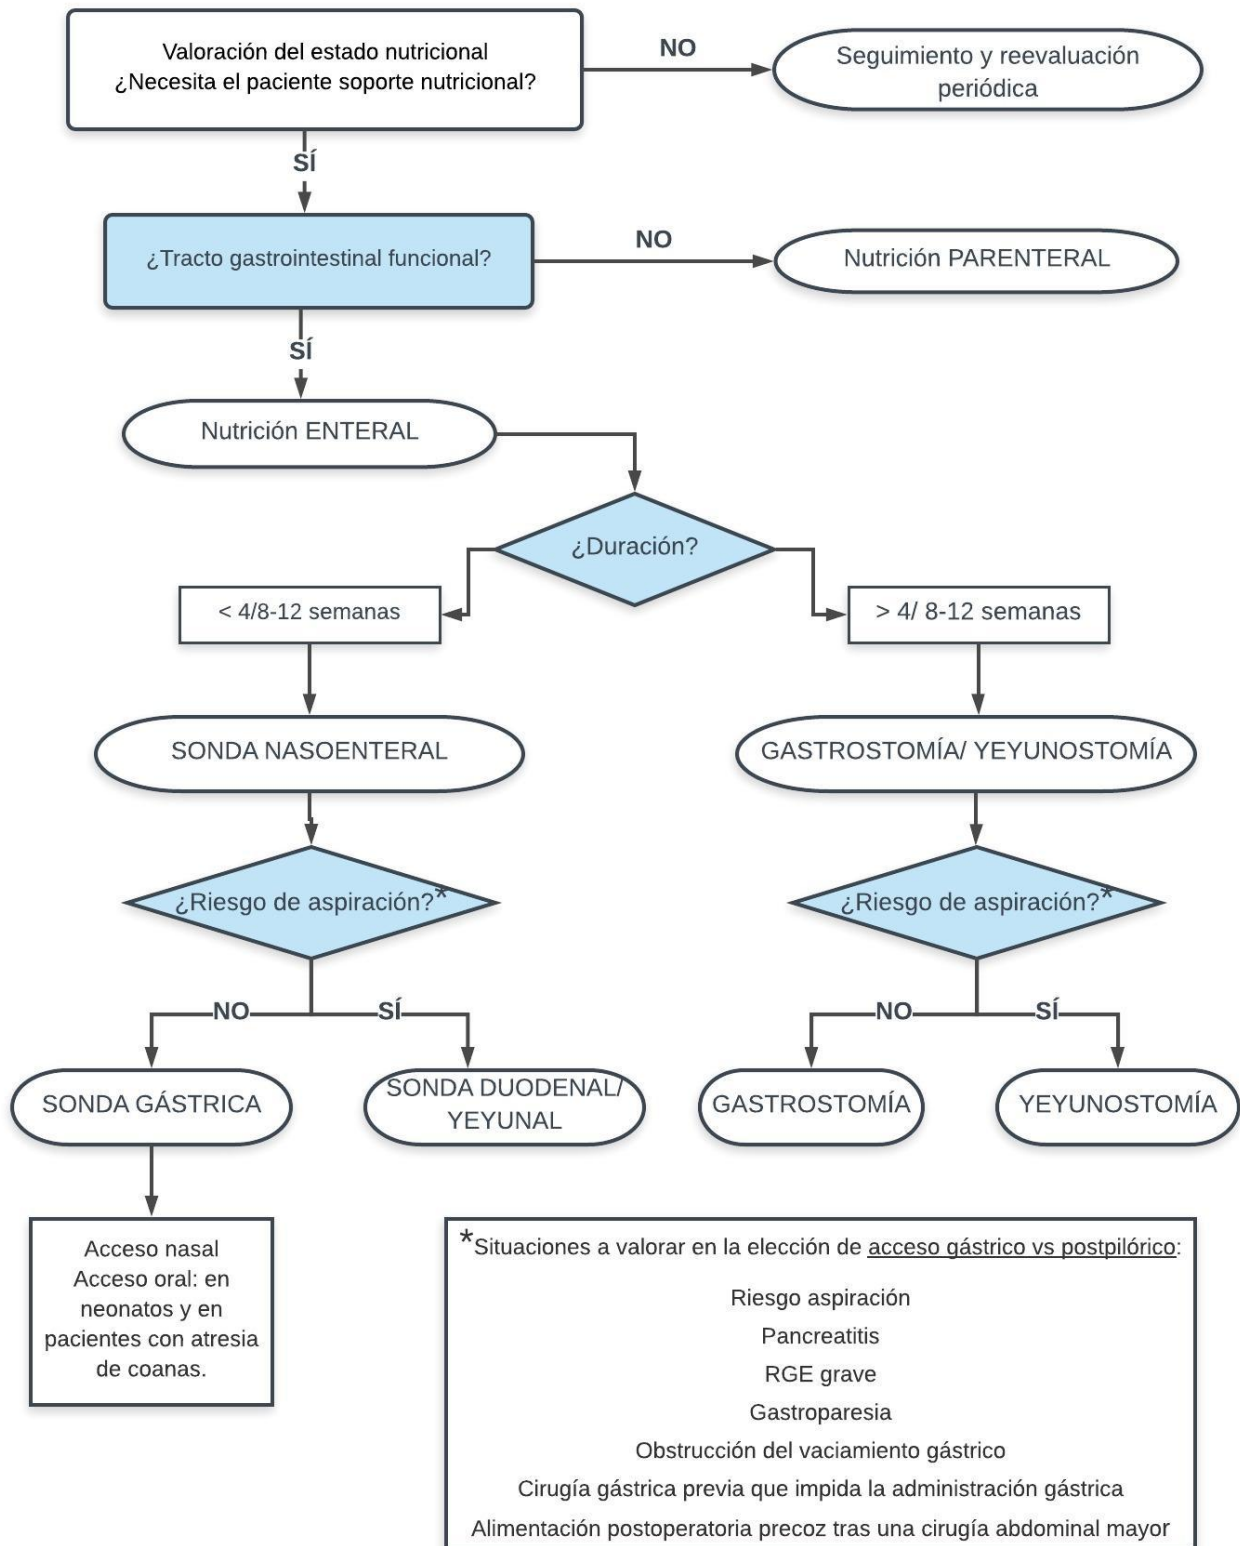 Valoración del estado nutricional
¿Necesita el paciente soporte nutricional?
NO
Seguimiento y reevaluación
periódica
SÍ
¿Tracto gastrointestinal funcional?
NO
Nutrición PARENTERAL
SÍ
Nutrición ENTERAL
¿Duración?
< 4/8-12 semanas
> 4/ 8-12 semanas
SONDA NASOENTERAL
GASTROSTOMÍA/ YEYUNOSTOMÍA
¿Riesgo de aspiración?*
¿Riesgo de aspiración?*
NO
SÍ
NO
SÍ
SONDA GÁSTRICA
SONDA DUODENAL/
YEYUNAL
GASTROSTOMÍA
YEYUNOSTOMÍA
Acceso nasal
Acceso oral: en
neonatos y en
pacientes con atresia
de coanas.
*Situaciones a valorar en la elección de acceso gástrico vs postpilórico:
Riesgo aspiración
Pancreatitis
RGE grave
Gastroparesia
Obstrucción del vaciamiento gástrico
Cirugía gástrica previa que impida la administración gástrica
Alimentación postoperatoria precoz tras una cirugía abdominal mayor